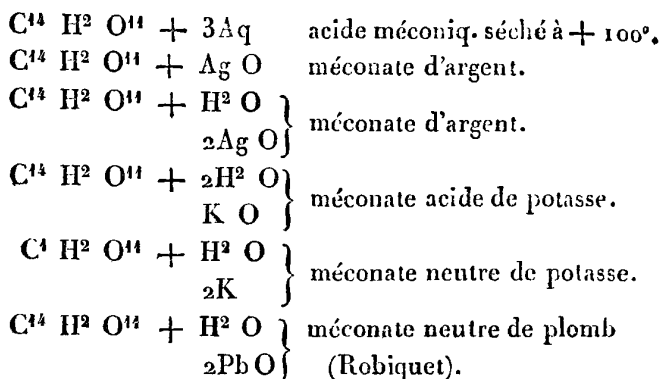 C¹⁴ H² O¹¹ + 3Aq acide méconiq. séché à + 100°.
C¹⁴ H² O¹¹ + Ag O méconate d'argent.
C¹⁴ H² O¹¹ + H² O
2Ag O } méconate d'argent.
C¹⁴ H² O¹¹ + 2H² O
K O } méconate acide de potasse.
C¹ H² O¹¹ + H² O
2K } méconate neutre de potasse.
C¹⁴ H² O¹¹ + H² O } méconate neutre de plomb
2Pb O (Robiquet).